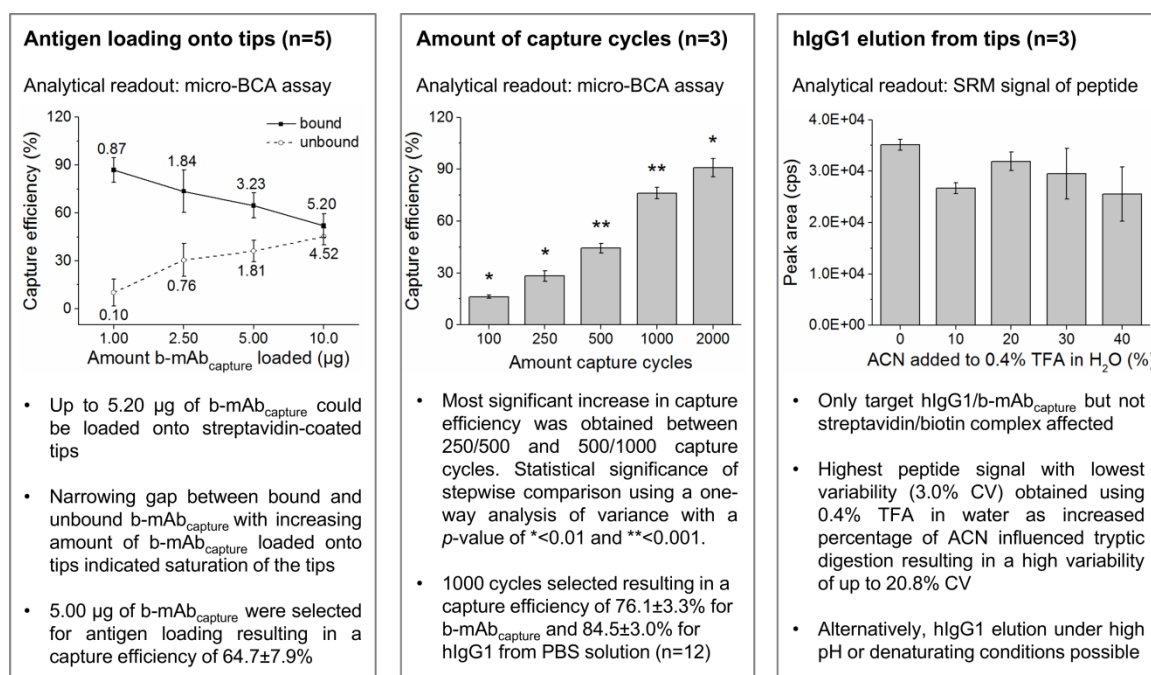 Antigen loading onto tips (n=5)
Analytical readout: micro-BCA assay
Capture efficiency (%)
120
90
60
30
0
bound
unbound
0.87
1.84
3.23
5.20
0.10
0.76
1.81
4.52
1.00
2.50
5.00
10.0
Amount b-mAbcapture loaded (µg)
• Up to 5.20 µg of b-mAbcapture could
be loaded onto streptavidin-coated
tips
• Narrowing gap between bound and
unbound b-mAbcapture with increasing
amount of b-mAbcapture loaded onto
tips indicated saturation of the tips
• 5.00 µg of b-mAbcapture were selected
for antigen loading resulting in a
capture efficiency of 64.7±7.9%
Amount of capture cycles (n=3)
Analytical readout: micro-BCA assay
Capture efficiency (%)
120
90
60
30
0
*
*
**
**
*
100
250
500
1000
2000
Amount capture cycles
• Most significant increase in capture
efficiency was obtained between
250/500 and 500/1000 capture
cycles. Statistical significance of
stepwise comparison using a one-
way analysis of variance with a
p-value of *<0.01 and **<0.001.
• 1000 cycles selected resulting in a
capture efficiency of 76.1±3.3% for
b-mAbcapture and 84.5±3.0% for
hIgG1 from PBS solution (n=12)
hIgG1 elution from tips (n=3)
Analytical readout: SRM signal of peptide
Peak area (cps)
4.0E+04
3.0E+04
2.0E+04
1.0E+04
0.0E+00
0
10
20
30
40
ACN added to 0.4% TFA in H2O (%)
• Only target hIgG1/b-mAbcapture but not
streptavidin/biotin complex affected
• Highest peptide signal with lowest
variability (3.0% CV) obtained using
0.4% TFA in water as increased
percentage of ACN influenced tryptic
digestion resulting in a high variability
of up to 20.8% CV
• Alternatively, hIgG1 elution under high
pH or denaturating conditions possible